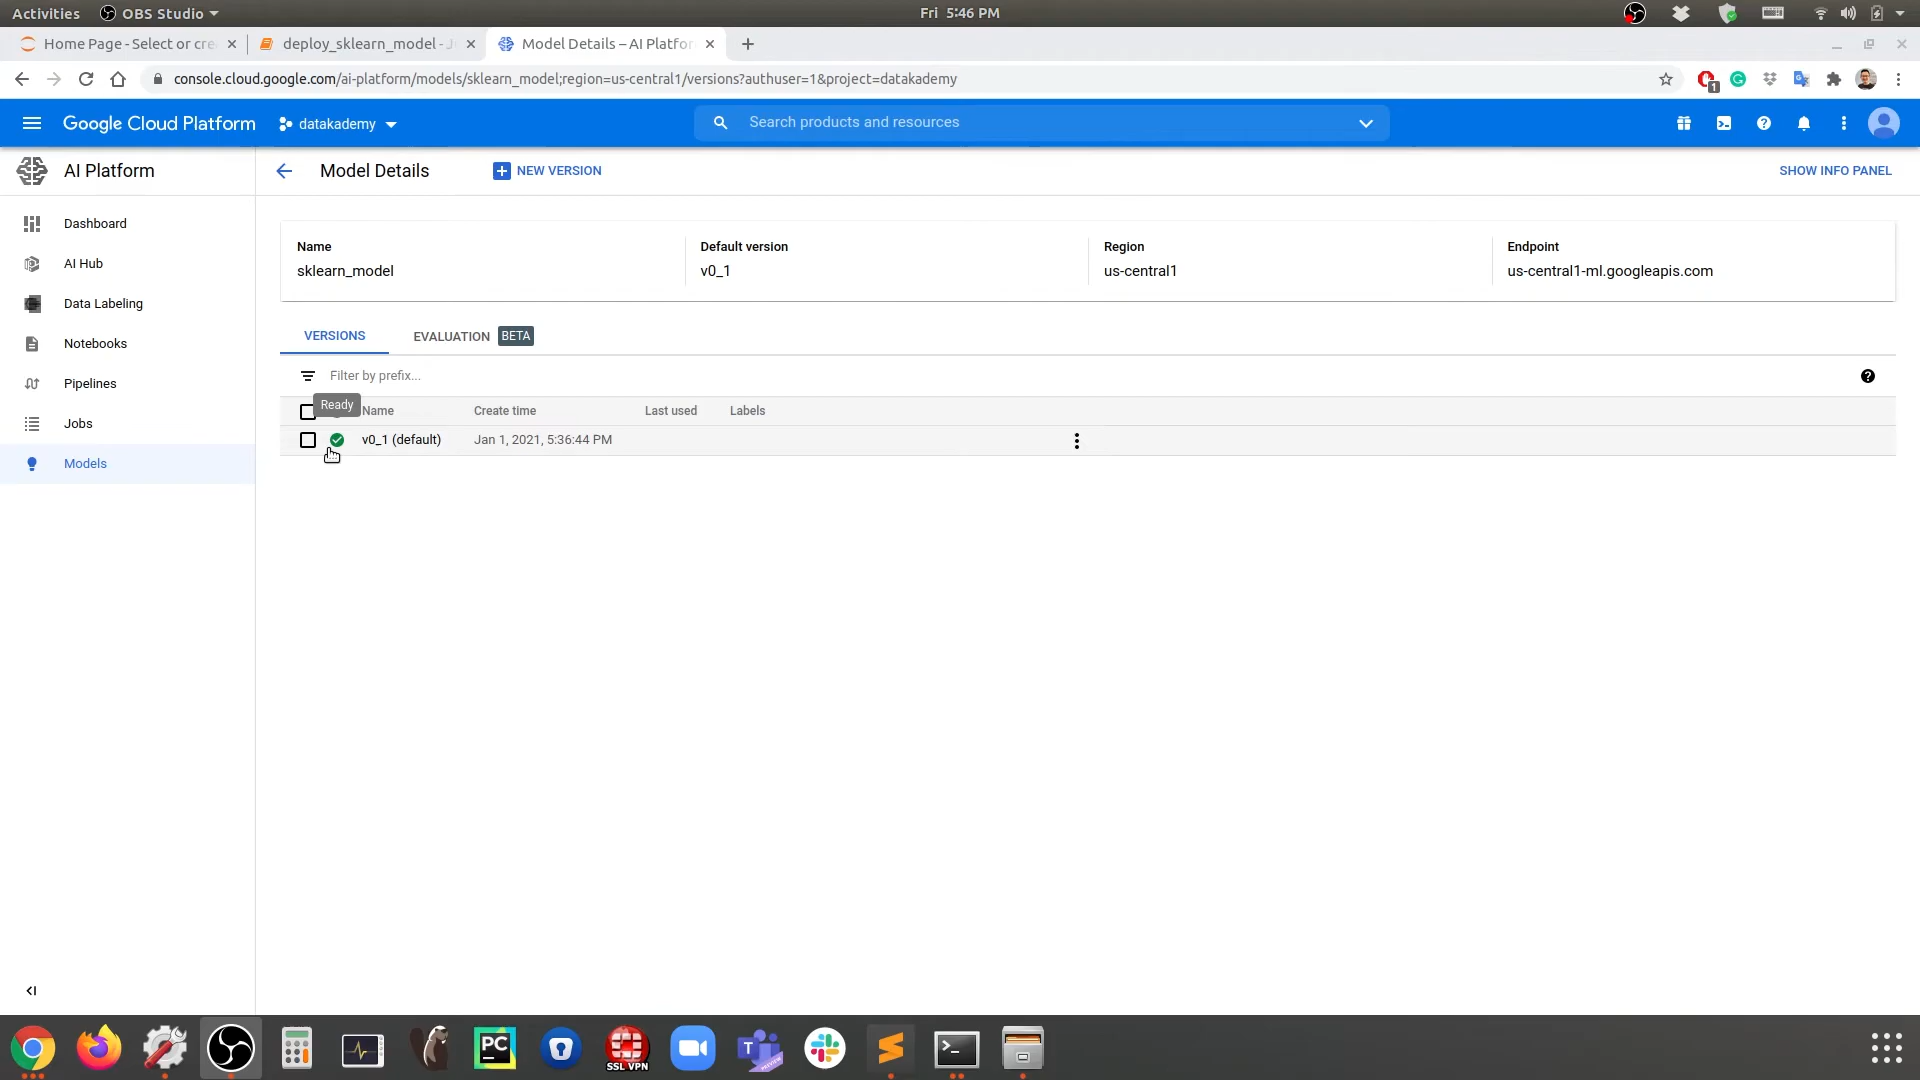 Activities
OBS Studio
Fri 5:46 PM
Home Page - Select or cre
deploy_sklearn_model - J
Model Details – AI Platfor
console.cloud.google.com/ai-platform/models/sklearn_model;region=us-central1/versions?authuser=1&project=datakademy
1
Google Cloud Platform
datakademy
Search products and resources
AI Platform
Model Details
NEW VERSION
SHOW INFO PANEL
Dashboard
AI Hub
Data Labeling
Notebooks
Pipelines
Jobs
Models
Name
sklearn_model
Default version
v0_1
Region
us-central1
Endpoint
us-central1-ml.googleapis.com
VERSIONS
EVALUATION BETA
Filter by prefix...
Ready
Name Create time Last used Labels
v0_1 (default) Jan 1, 2021, 5:36:44 PM
PC
SSL VPN
T
PREVIEW